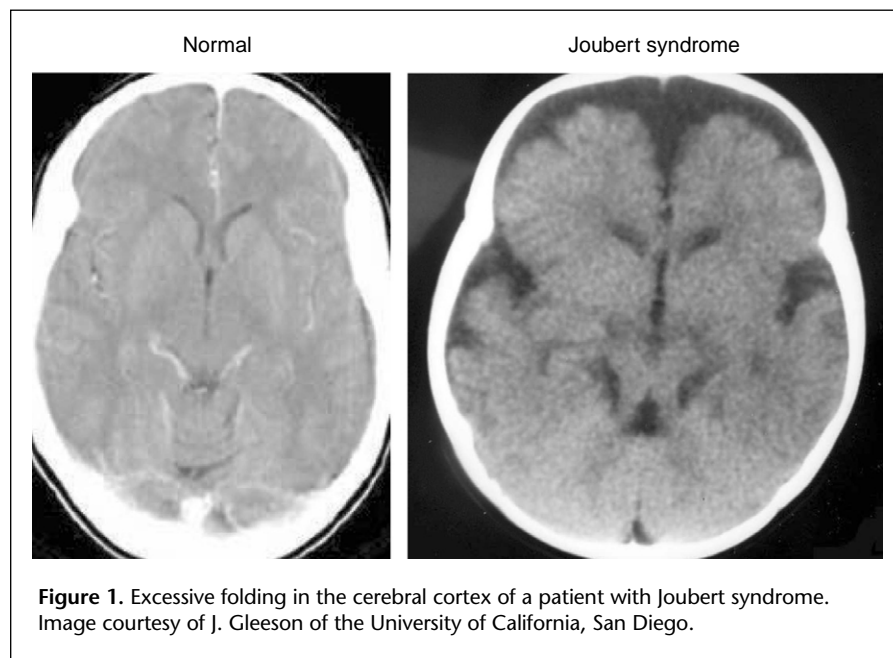 Normal
Joubert syndrome
Figure 1. Excessive folding in the cerebral cortex of a patient with Joubert syndrome.
Image courtesy of J. Gleeson of the University of California, San Diego.